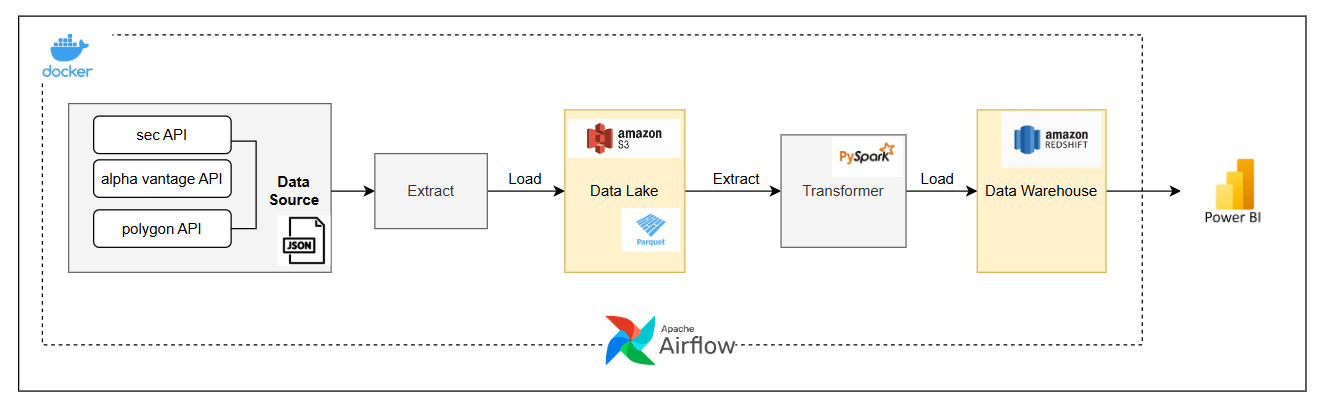 docker
sec API
alpha vantage API
polygon API
Data
Source
JSON
Extract
Load
amazon
S3
Data Lake
Parquet
Extract
PySpark
Transformer
Load
amazon
REDSHIFT
Data Warehouse
Power BI
Apache
Airflow